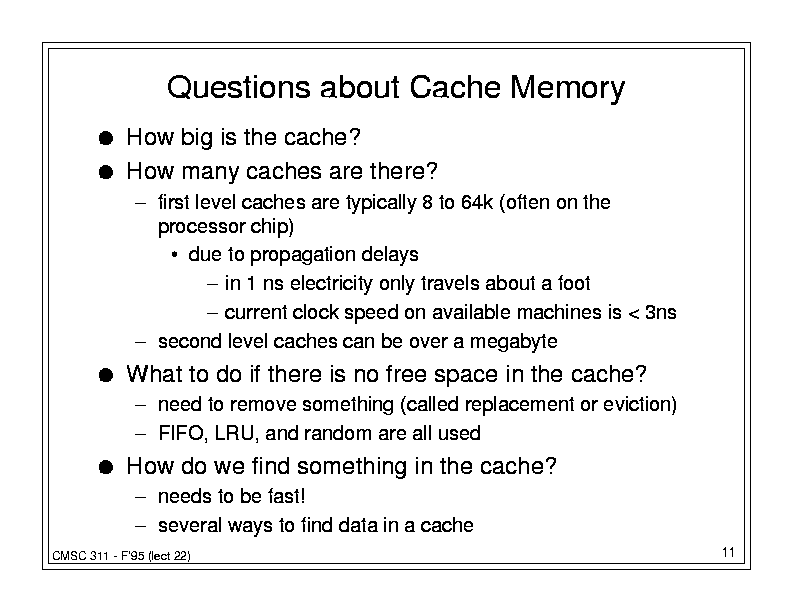 Questions about Cache Memory
● How big is the cache?
● How many caches are there?
– first level caches are typically 8 to 64k (often on the
processor chip)
• due to propagation delays
– in 1 ns electricity only travels about a foot
– current clock speed on available machines is < 3ns
– second level caches can be over a megabyte
● What to do if there is no free space in the cache?
– need to remove something (called replacement or eviction)
– FIFO, LRU, and random are all used
● How do we find something in the cache?
– needs to be fast!
– several ways to find data in a cache
CMSC 311 - F'95 (lect 22)
11